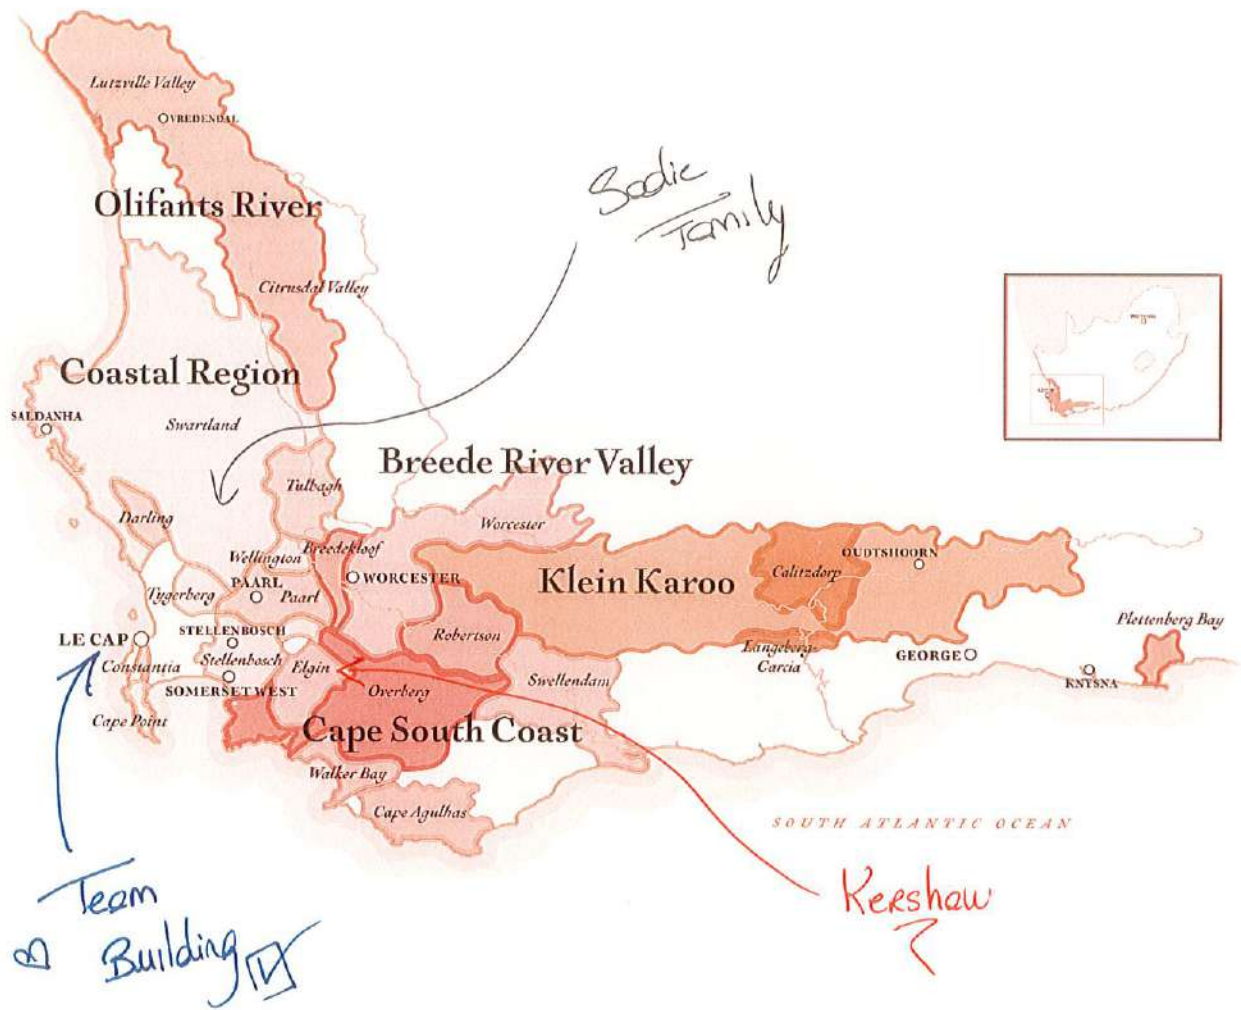 Lutzville Valley
VREDENDAL
Olifants River
Sadie
Family
Citrusdal Valley
Coastal Region
SALDANHA
Swartland
Breede River Valley
Tulbagh
Darling
Worcester
Wellington
Breedekloof
OUDTSHOORN
PAARL
WORCESTER
Klein Karoo
Calitzdorp
Tygerberg
Paarl
Plettenberg Bay
STELLENBOSCH
Robertson
LE CAP
Constantia
Stellenbosch
Elgin
Langeberg-
Garcia
GEORGE
SOMERSET WEST
Overberg
Swellendam
KNYSNA
Cape Point
Cape South Coast
Walker Bay
Cape Agulhas
SOUTH ATLANTIC OCEAN
Kershaw
Team
Building